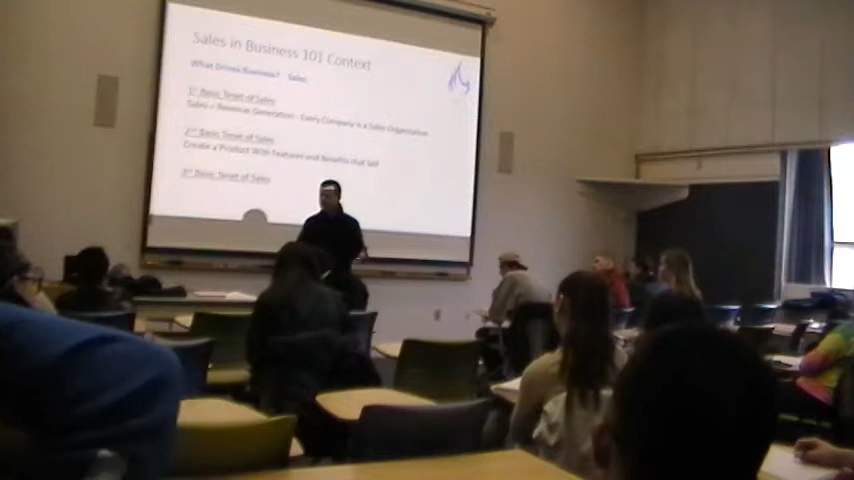 Sales in Business 101 Context
What Drives Business? Sales
1st Basic Tenet of Sales
Sales = Revenue Generation - Every Company is a Sales Organization
2nd Basic Tenet of Sales
Create a Product With Features and Benefits that Sell
3rd Basic Tenet of Sales